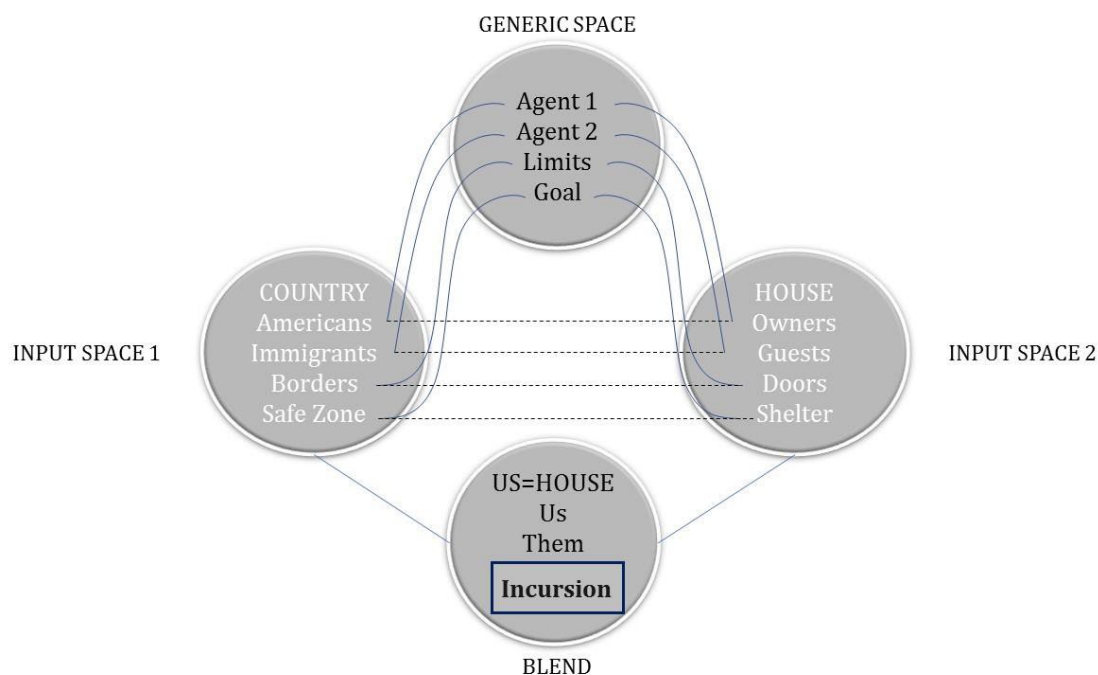 GENERIC SPACE
Agent 1
Agent 2
Limits
Goal
INPUT SPACE 1
COUNTRY
Americans
Immigrants
Borders
Safe Zone
HOUSE
Owners
Guests
Doors
Shelter
INPUT SPACE 2
US=HOUSE
Us
Them
Incursion
BLEND